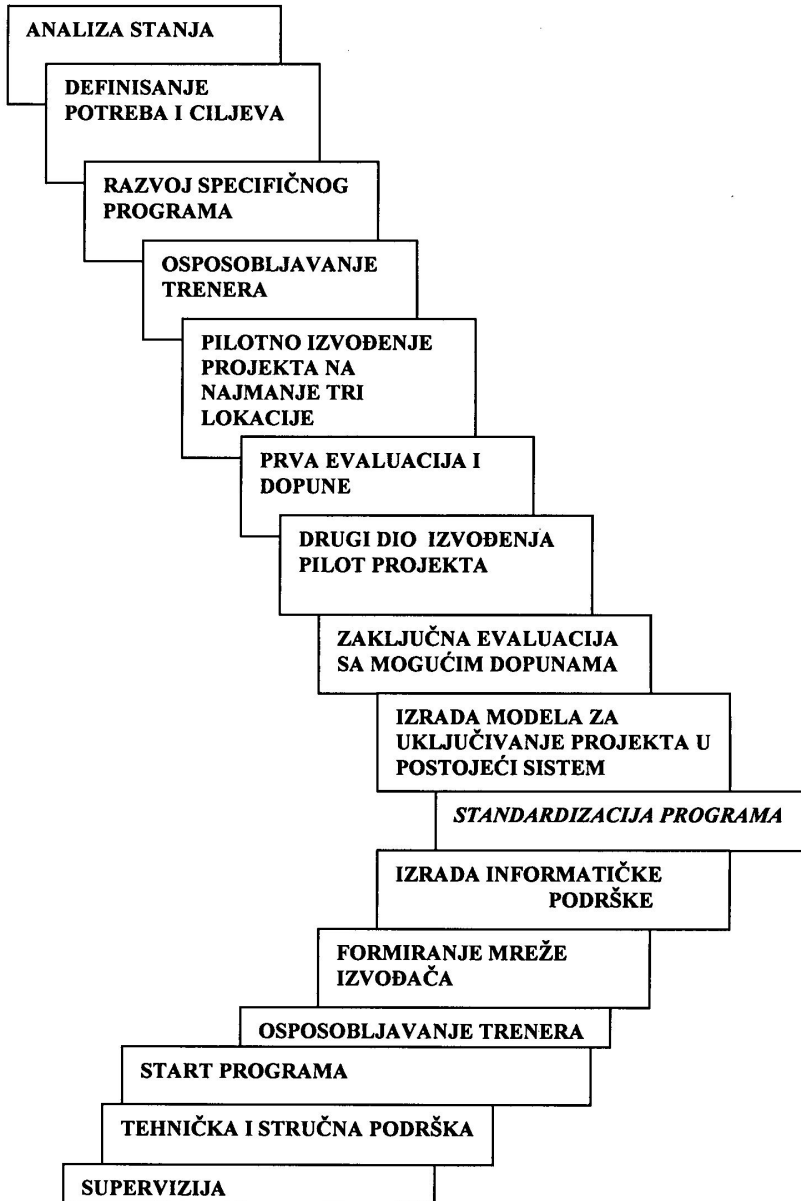 ANALIZA STANJA
DEFINISANJE
POTREBA I CILJEVA
RAZVOJ SPECIFIČNOG
PROGRAMA
OSPOSOBLJAVANJE
TRENERA
PILOTNO IZVOĐENJE
PROJEKTA NA
NAJMANJE TRI
LOKACIJE
PRVA EVALUACIJA I
DOPUNE
DRUGI DIO IZVOĐENJA
PILOT PROJEKTA
ZAKLJUČNA EVALUACIJA
SA MOGUĆIM DOPUNAMA
IZRADA MODELA ZA
UKLJUČIVANJE PROJEKTA U
POSTOJEĆI SISTEM
STANDARDIZACIJA PROGRAMA
IZRADA INFORMATIČKE
PODRŠKE
FORMIRANJE MREŽE
IZVOĐAČA
OSPOSOBLJAVANJE TRENERA
START PROGRAMA
TEHNIČKA I STRUČNA PODRŠKA
SUPERVIZIJA